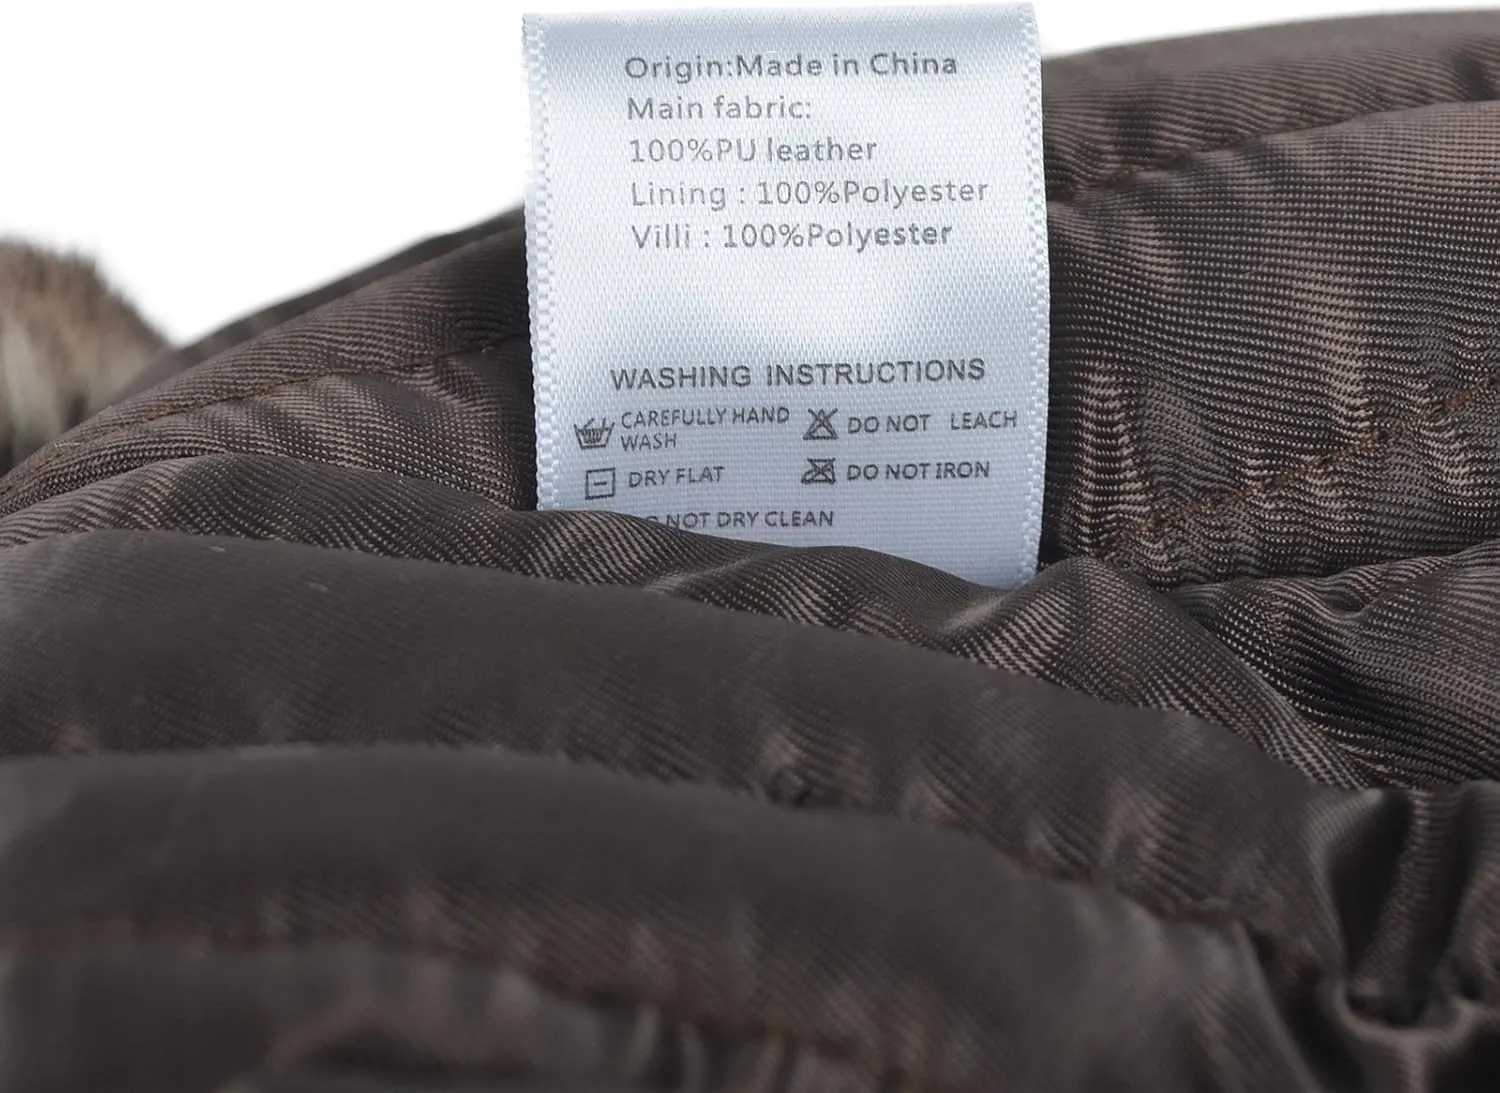 Origin:Made in China
Main fabric:
100%PU leather
Lining : 100%Polyester
Villi : 100%Polyester
WASHING INSTRUCTIONS
CAREFULLY HAND
WASH
DO NOT LEACH
DRY FLAT
DO NOT IRON
NOT DRY CLEAN